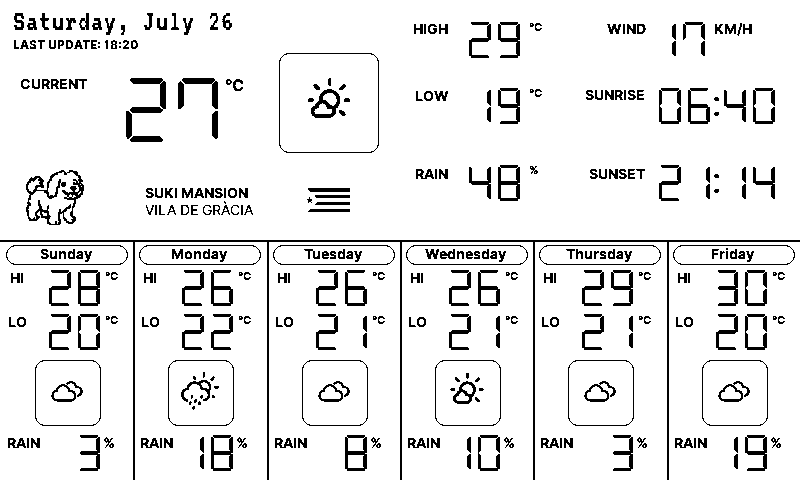 Saturday, July 26
LAST UPDATE: 18:20
CURRENT 27 °C
HIGH 29 °C
LOW 19 °C
RAIN 48 %
WIND 17 KM/H
SUNRISE 06:40
SUNSET 21:14
SUKI MANSION
VILA DE GRÀCIA
Sunday
HI 28 °C
LO 20 °C
RAIN 3 %
Monday
HI 26 °C
LO 22 °C
RAIN 18 %
Tuesday
HI 26 °C
LO 21 °C
RAIN 8 %
Wednesday
HI 26 °C
LO 21 °C
RAIN 10 %
Thursday
HI 29 °C
LO 21 °C
RAIN 3 %
Friday
HI 30 °C
LO 20 °C
RAIN 19 %